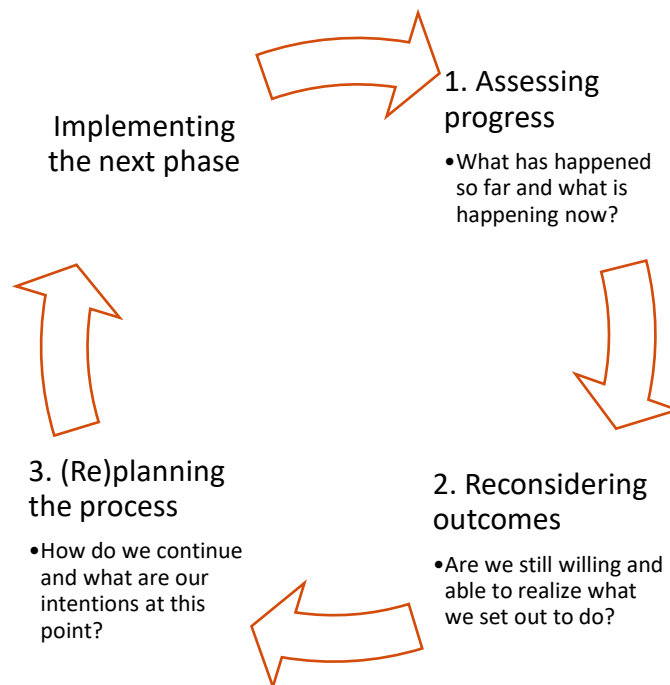 Implementing
the next phase
1. Assessing
progress
•What has happened
so far and what is
happening now?
2. Reconsidering
outcomes
•Are we still willing and
able to realize what
we set out to do?
3. (Re)planning
the process
•How do we continue
and what are our
intentions at this
point?